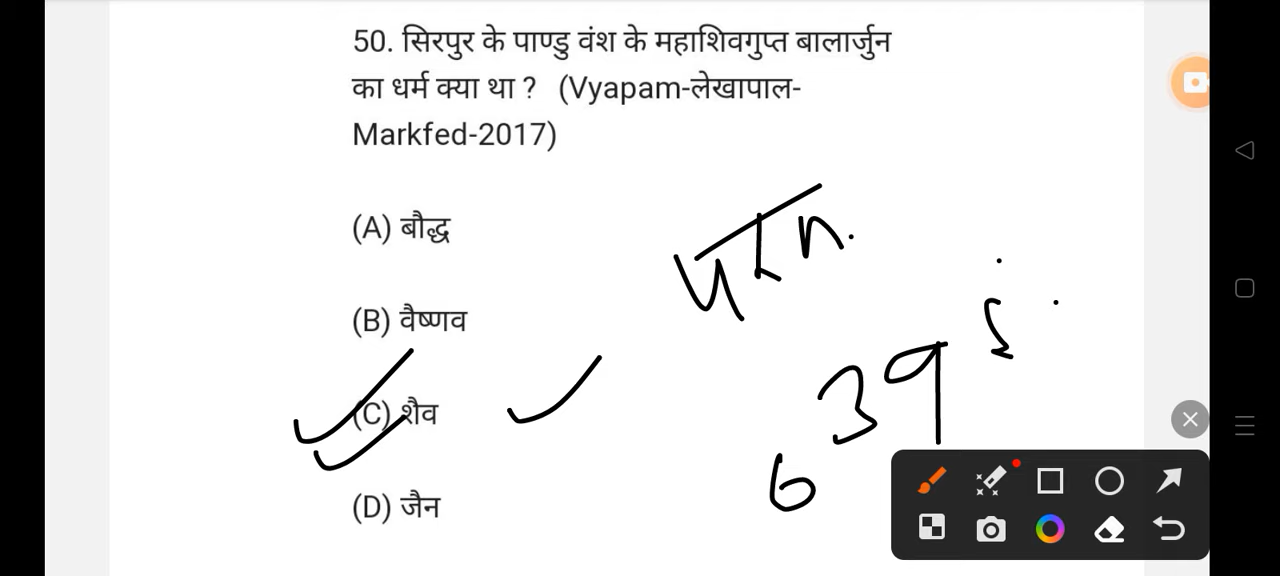 50. सिरपुर के पाण्डु वंश के महाशिवगुप्त बालार्जुन
का धर्म क्या था ? (Vyapam-लेखापाल-
Markfed-2017)
(A) बौद्ध
(B) वैष्णव
(C) शैव
(D) जैन
639